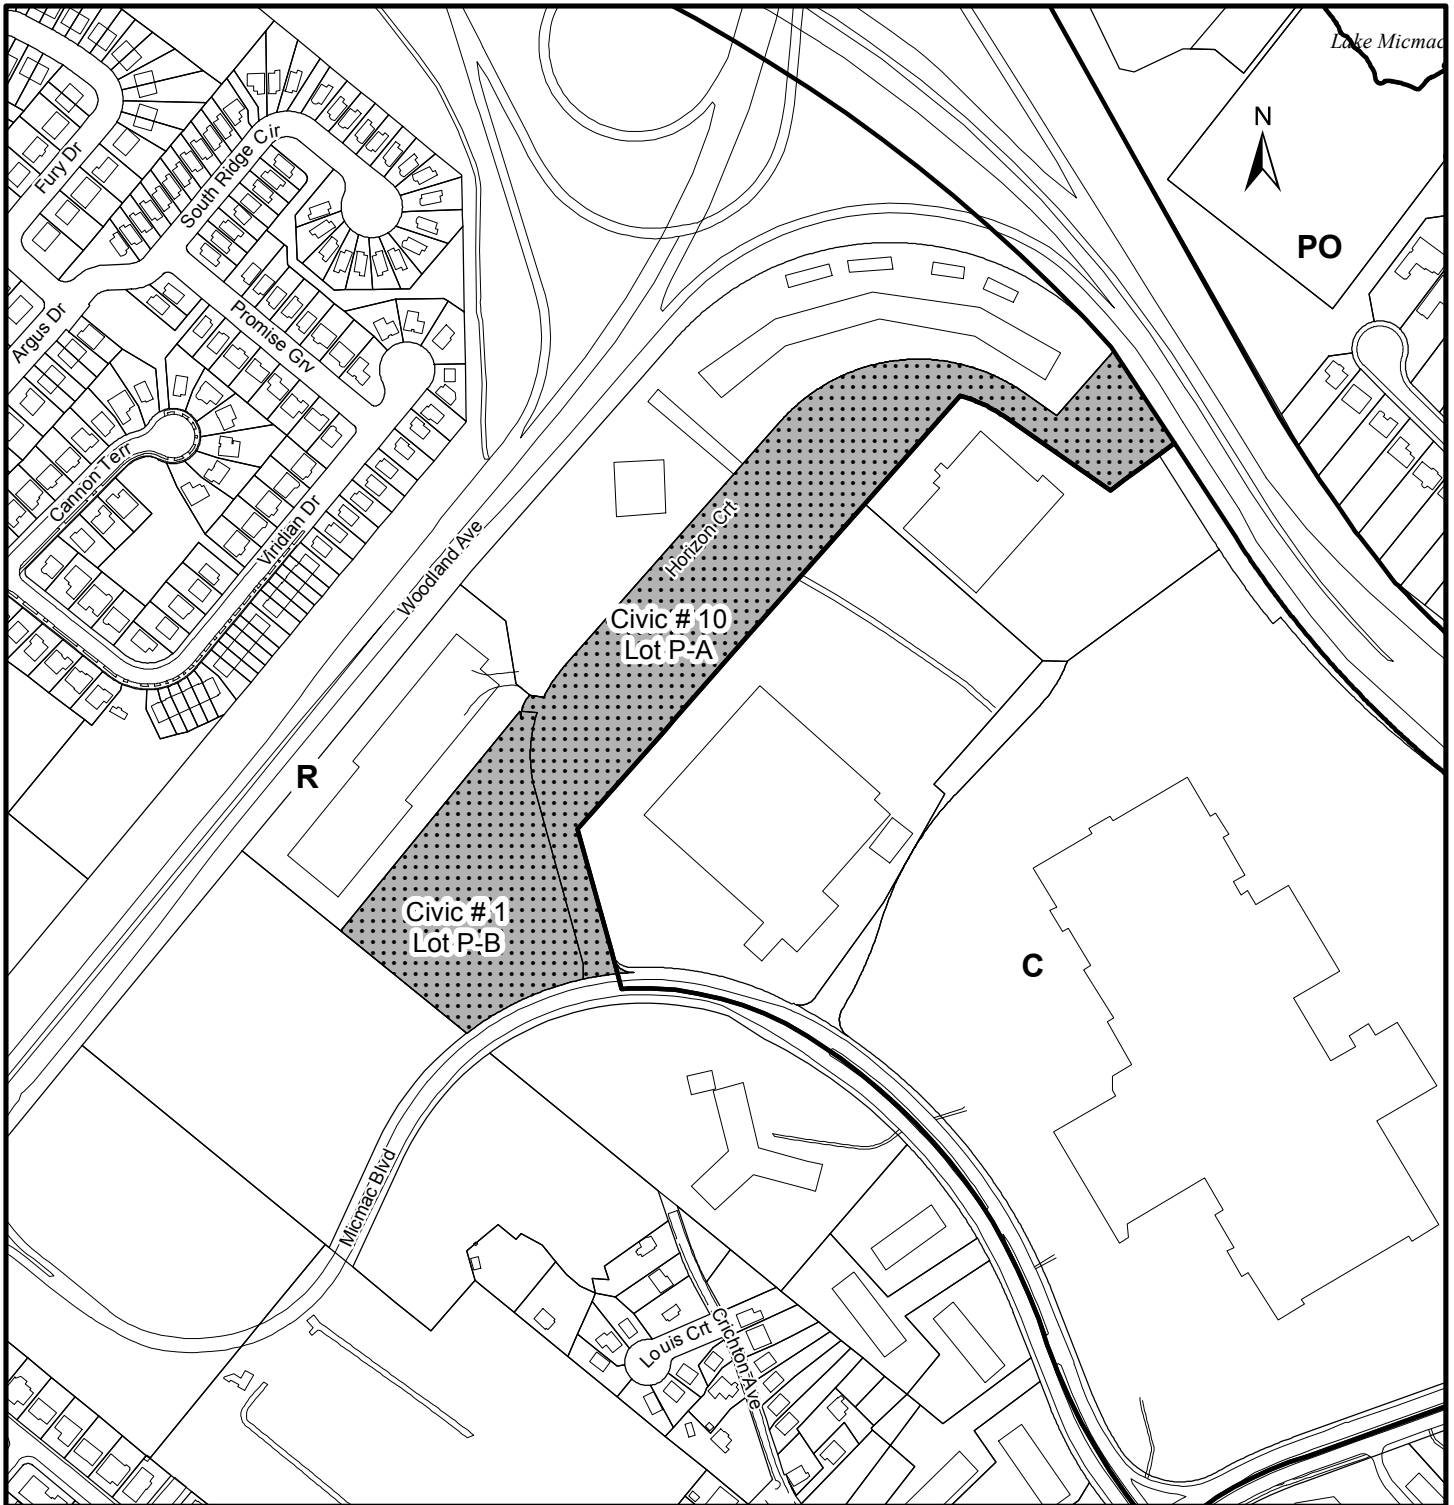 Lake Micmac
N
PO
Fury Dr
South Ridge Cir
Argus Dr
Promise Grv
Cannon Terr
Viridian Dr
Woodland Ave
Horizon Crt
Civic # 10
Lot P-A
R
Civic # 1
Lot P-B
C
Micmac Blvd
Louis Crt
Crichton Ave